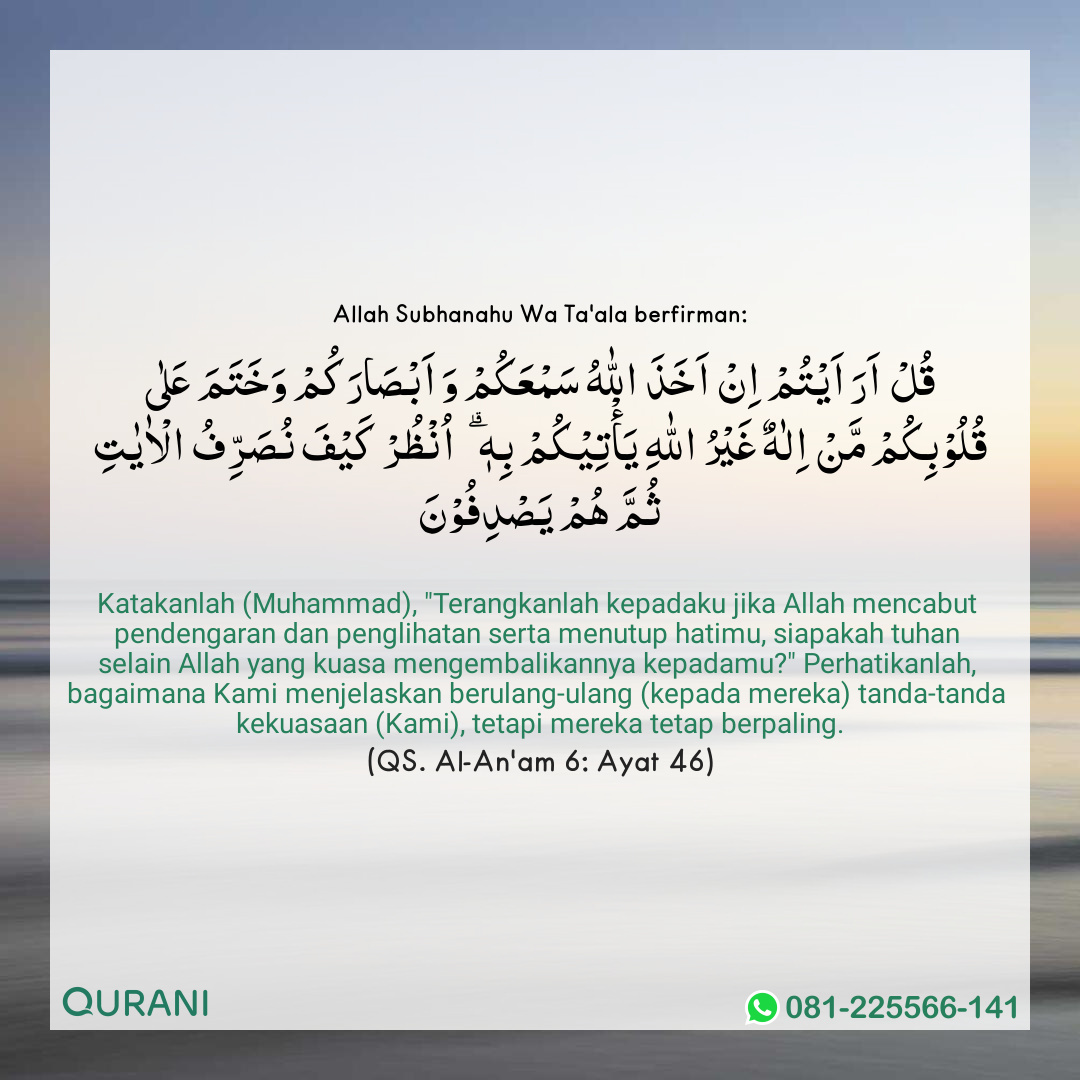 Allah Subhanahu Wa Ta'ala berfirman:
قُلْ اَرَاَيْتُمْ اِنْ اَخَذَ اللّٰهُ سَمْعَكُمْ وَاَبْصَارَكُمْ وَخَتَمَ عَلٰى
قُلُوْبِكُمْ مَّنْ اِلٰهٌ غَيْرُ اللّٰهِ يَأْتِيْكُمْ بِهٖۗ اُنْظُرْ كَيْفَ نُصَرِّفُ الْاٰيٰتِ
ثُمَّ هُمْ يَصْدِفُوْنَ
Katakanlah (Muhammad), "Terangkanlah kepadaku jika Allah mencabut
pendengaran dan penglihatan serta menutup hatimu, siapakah tuhan
selain Allah yang kuasa mengembalikannya kepadamu?" Perhatikanlah,
bagaimana Kami menjelaskan berulang-ulang (kepada mereka) tanda-tanda
kekuasaan (Kami), tetapi mereka tetap berpaling.
(QS. Al-An'am 6: Ayat 46)
QURANI
081-225566-141